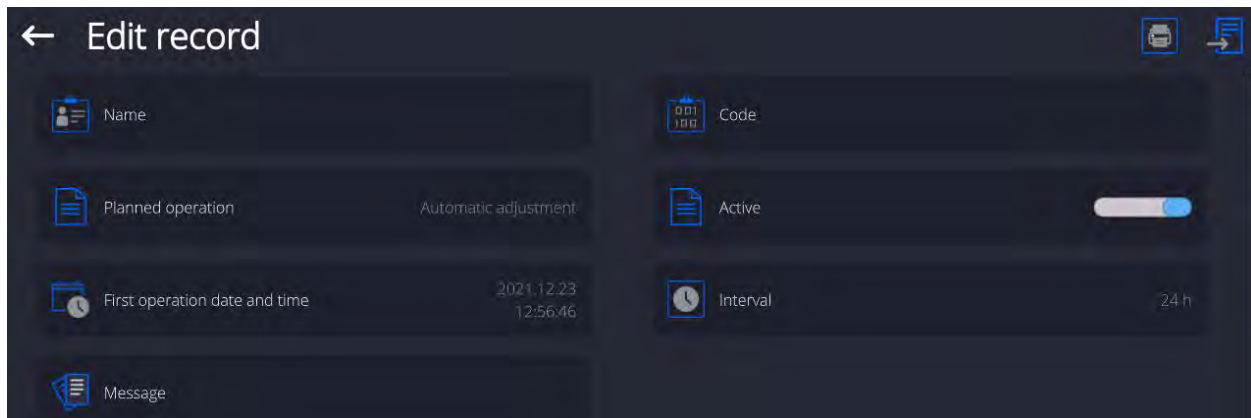 Edit record
Name
Code
Planned operation Automatic adjustment
Active
First operation date and time 2021.12.23 12:56:46
Interval 24 h
Message